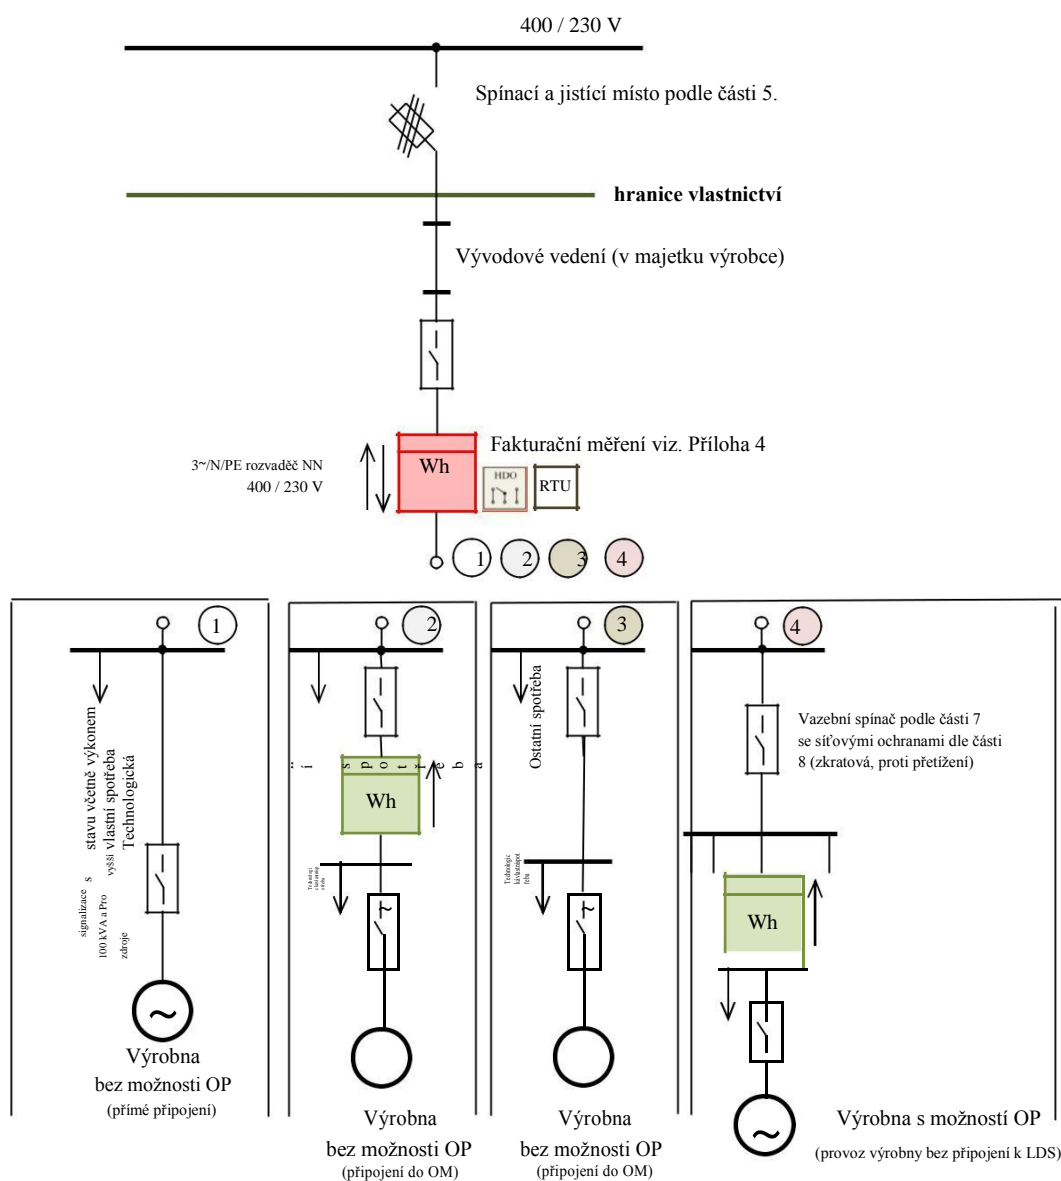 400 / 230 V
Spínací a jistící místo podle části 5.
hranice vlastnictví
Vývodové vedení (v majetku výrobce)
Fakturační měření viz. Příloha 4
3~/N/PE rozvaděč NN
400 / 230 V
Wh
HDO
RTU
1
2
3
4
1
2
3
4
stavu včetně výkonem
vlastní spotřeba
Technologická
vyšší
s
signalizace
100 kVA a Pro
zdroje
~
Výrobna
bez možnosti OP
(přímé připojení)
í s p o t ř e b a
Wh
~
Výrobna
bez možnosti OP
(připojení do OM)
Ostatní spotřeba
Technologic
kávlastníspot
řeba
~
Výrobna
bez možnosti OP
(připojení do OM)
Vazební spínač podle části 7
se síťovými ochranami dle části
8 (zkratová, proti přetížení)
Wh
~
Výrobna s možností OP
(provoz výrobny bez připojení k LDS)